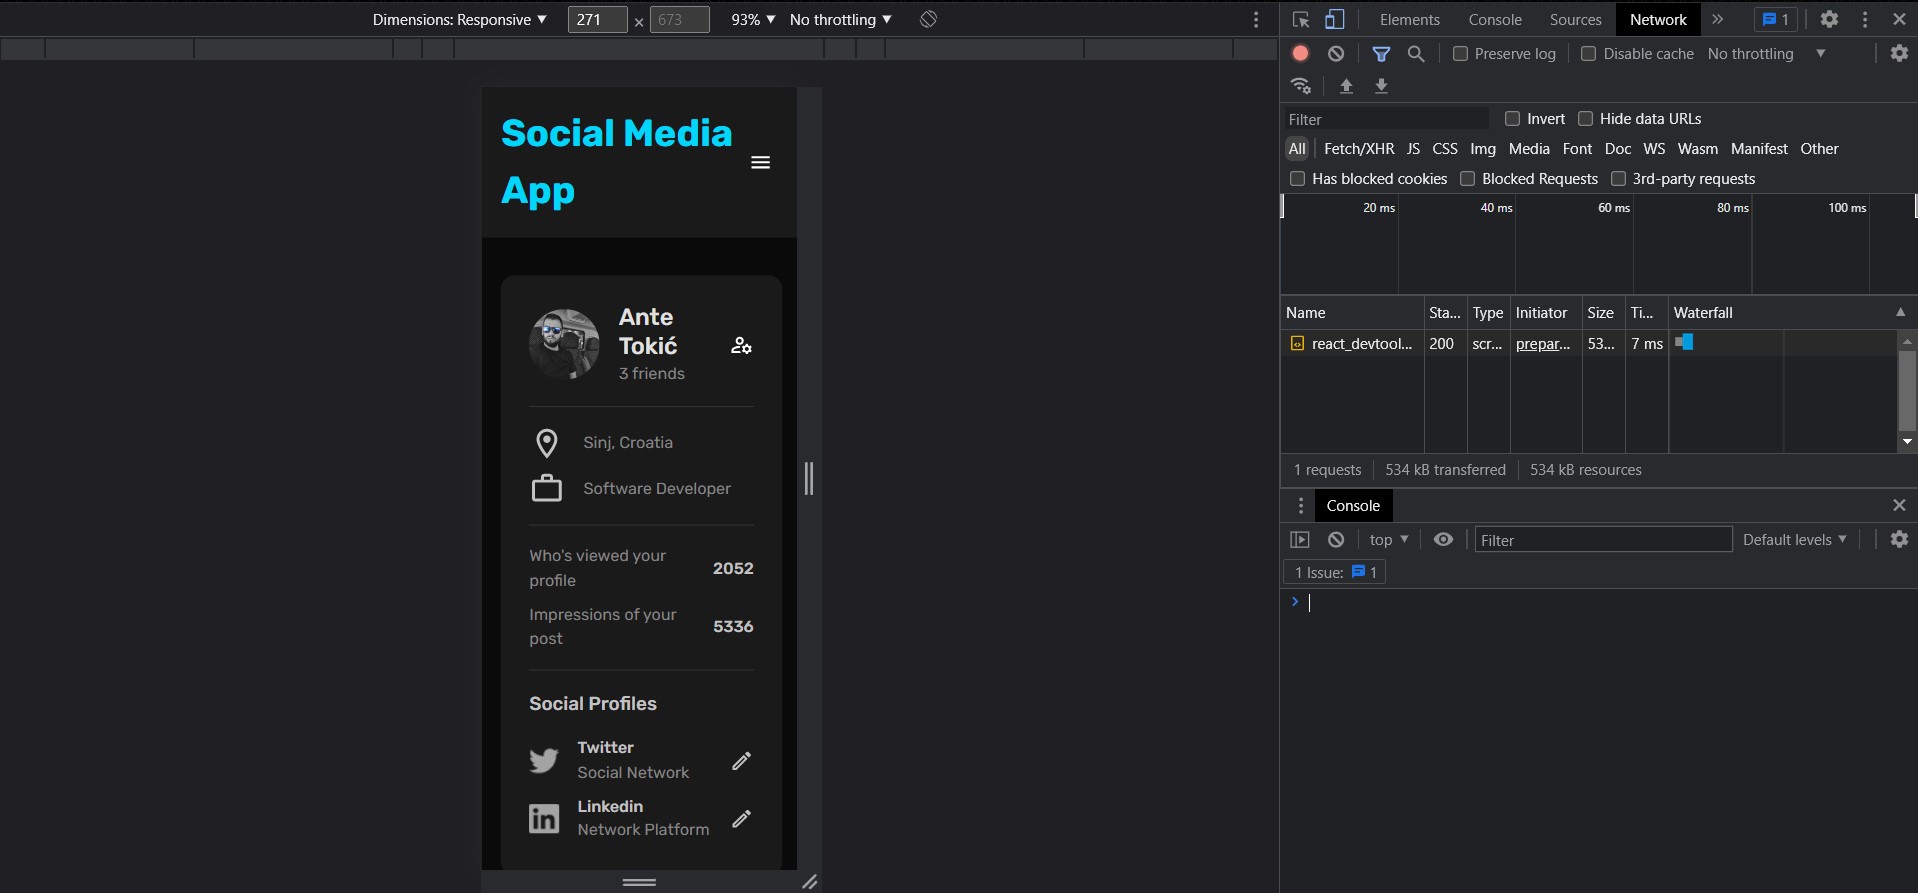 Dimensions: Responsive 271 × 673 93% No throttling
Social Media
App
Ante
Tokić
3 friends
Sinj, Croatia
Software Developer
Who's viewed your
profile
2052
Impressions of your
post
5336
Social Profiles
Twitter
Social Network
Linkedin
Network Platform
Elements Console Sources Network 1
Preserve log Disable cache No throttling
Filter Invert Hide data URLs
All Fetch/XHR JS CSS Img Media Font Doc WS Wasm Manifest Other
Has blocked cookies Blocked Requests 3rd-party requests
20 ms 40 ms 60 ms 80 ms 100 ms
Name Sta... Type Initiator Size Ti... Waterfall
react_devtool... 200 scr... prepar... 53... 7 ms
1 requests 534 kB transferred 534 kB resources
Console
top Filter Default levels
1 Issue: 1